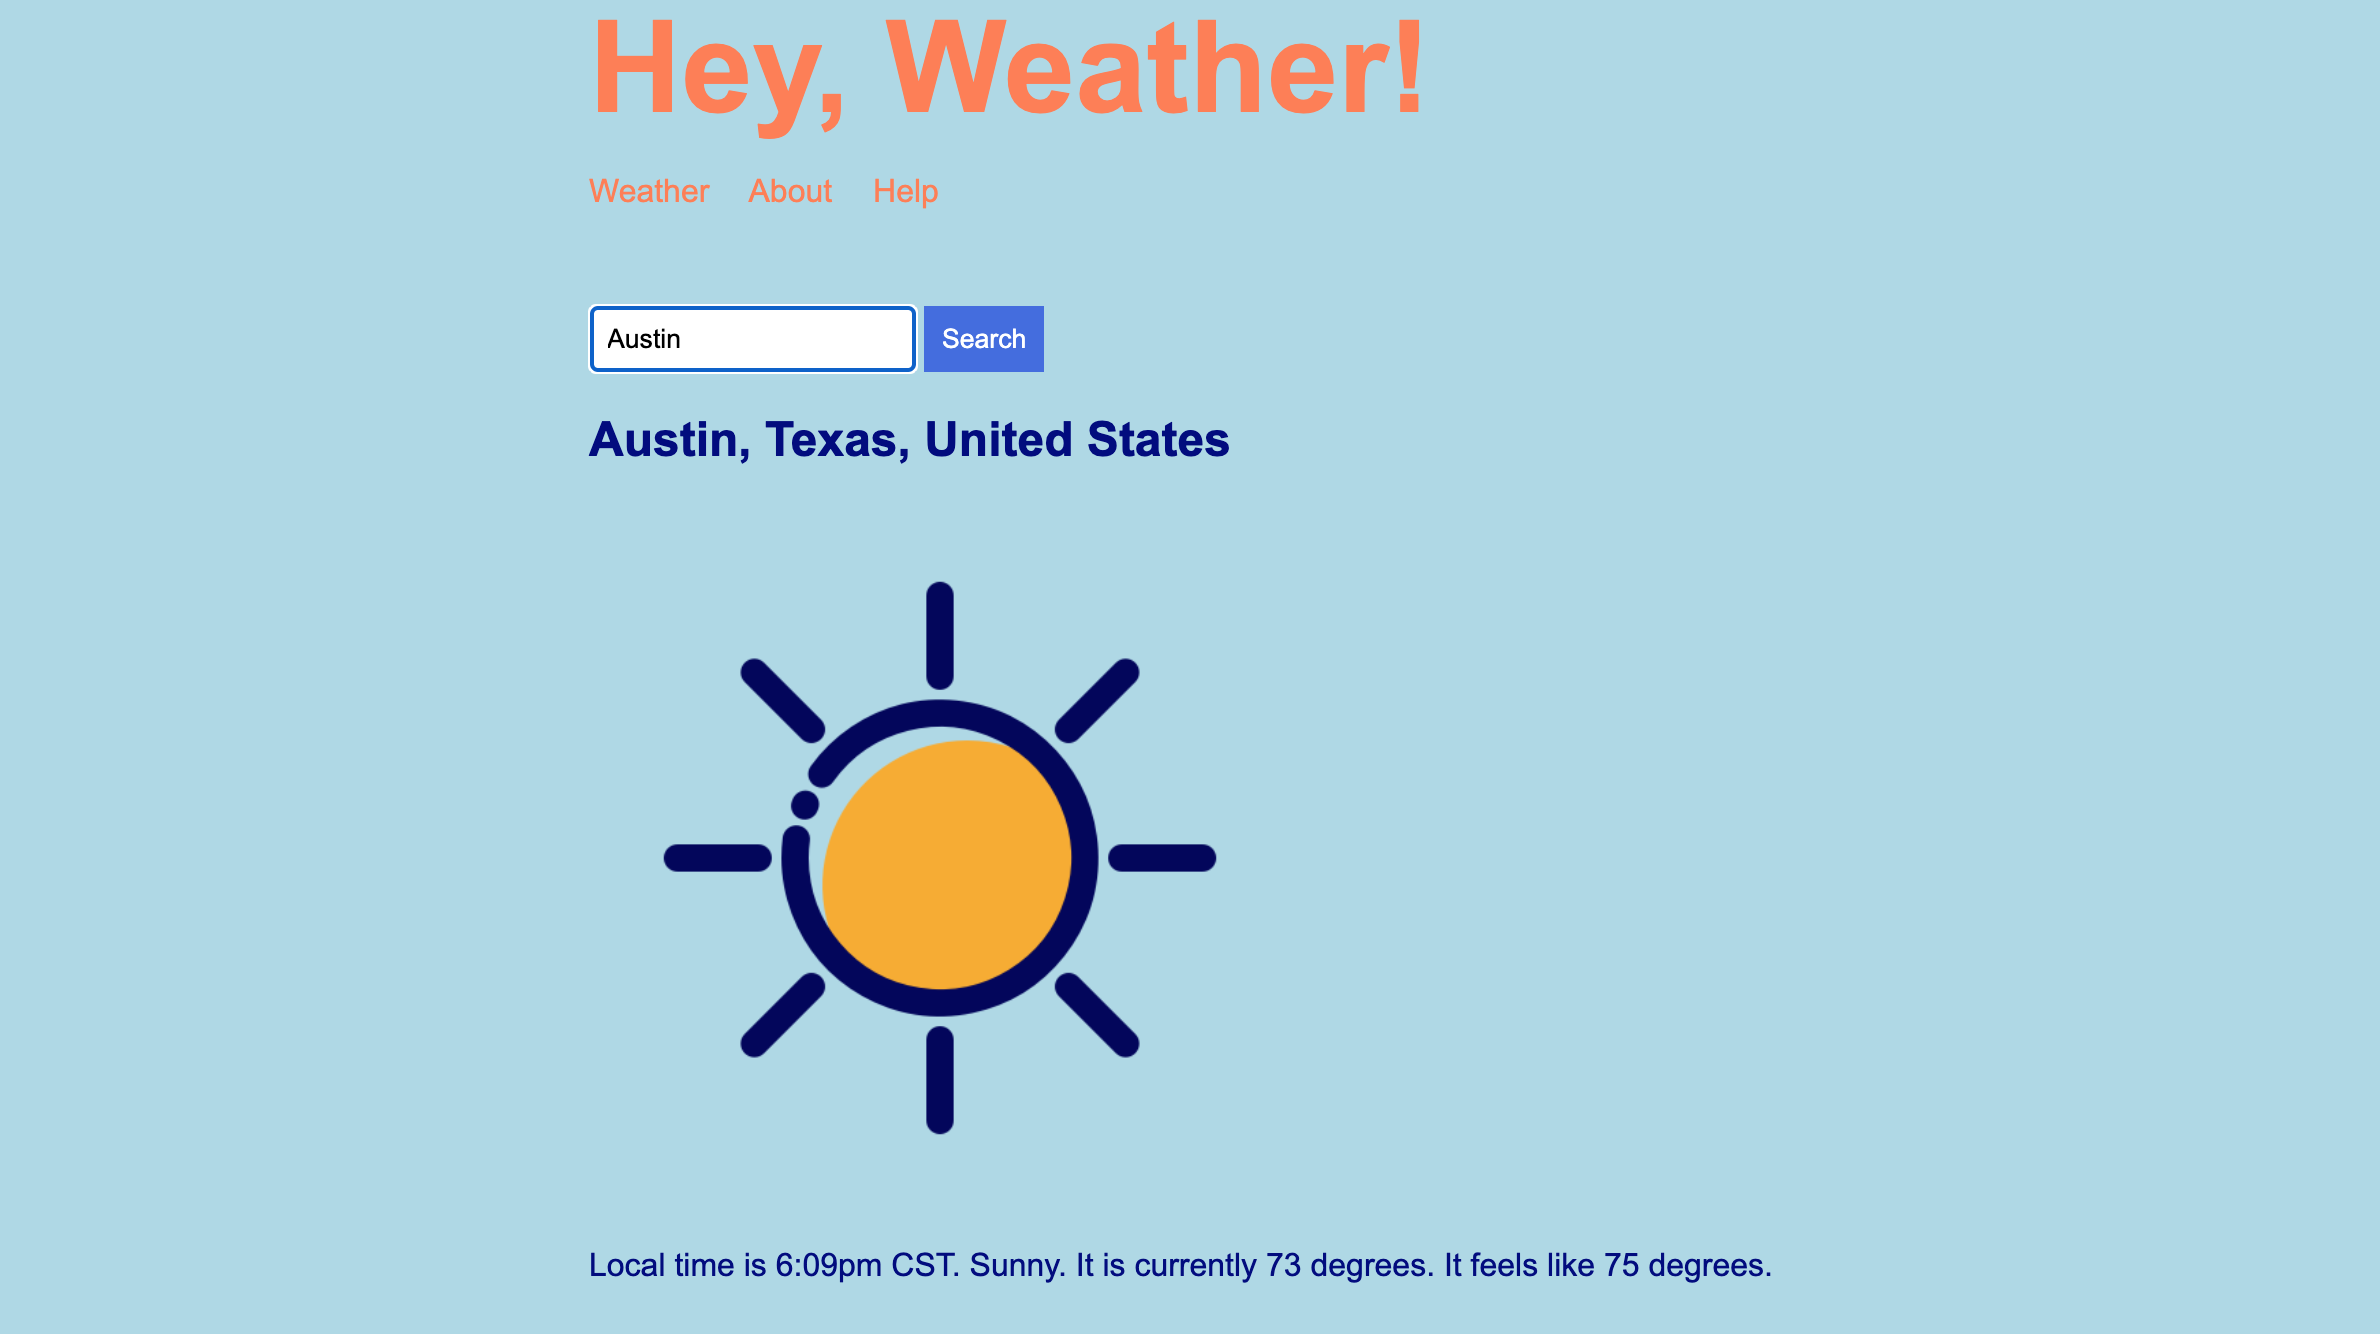 Hey, Weather!
Weather About Help
Austin Search
Austin, Texas, United States
Local time is 6:09pm CST. Sunny. It is currently 73 degrees. It feels like 75 degrees.